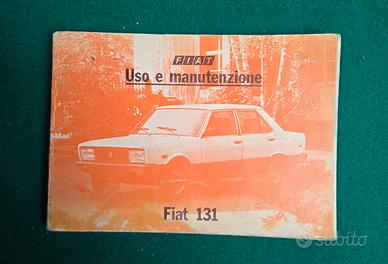 FIAT
Uso e manutenzione
Fiat 131
subito